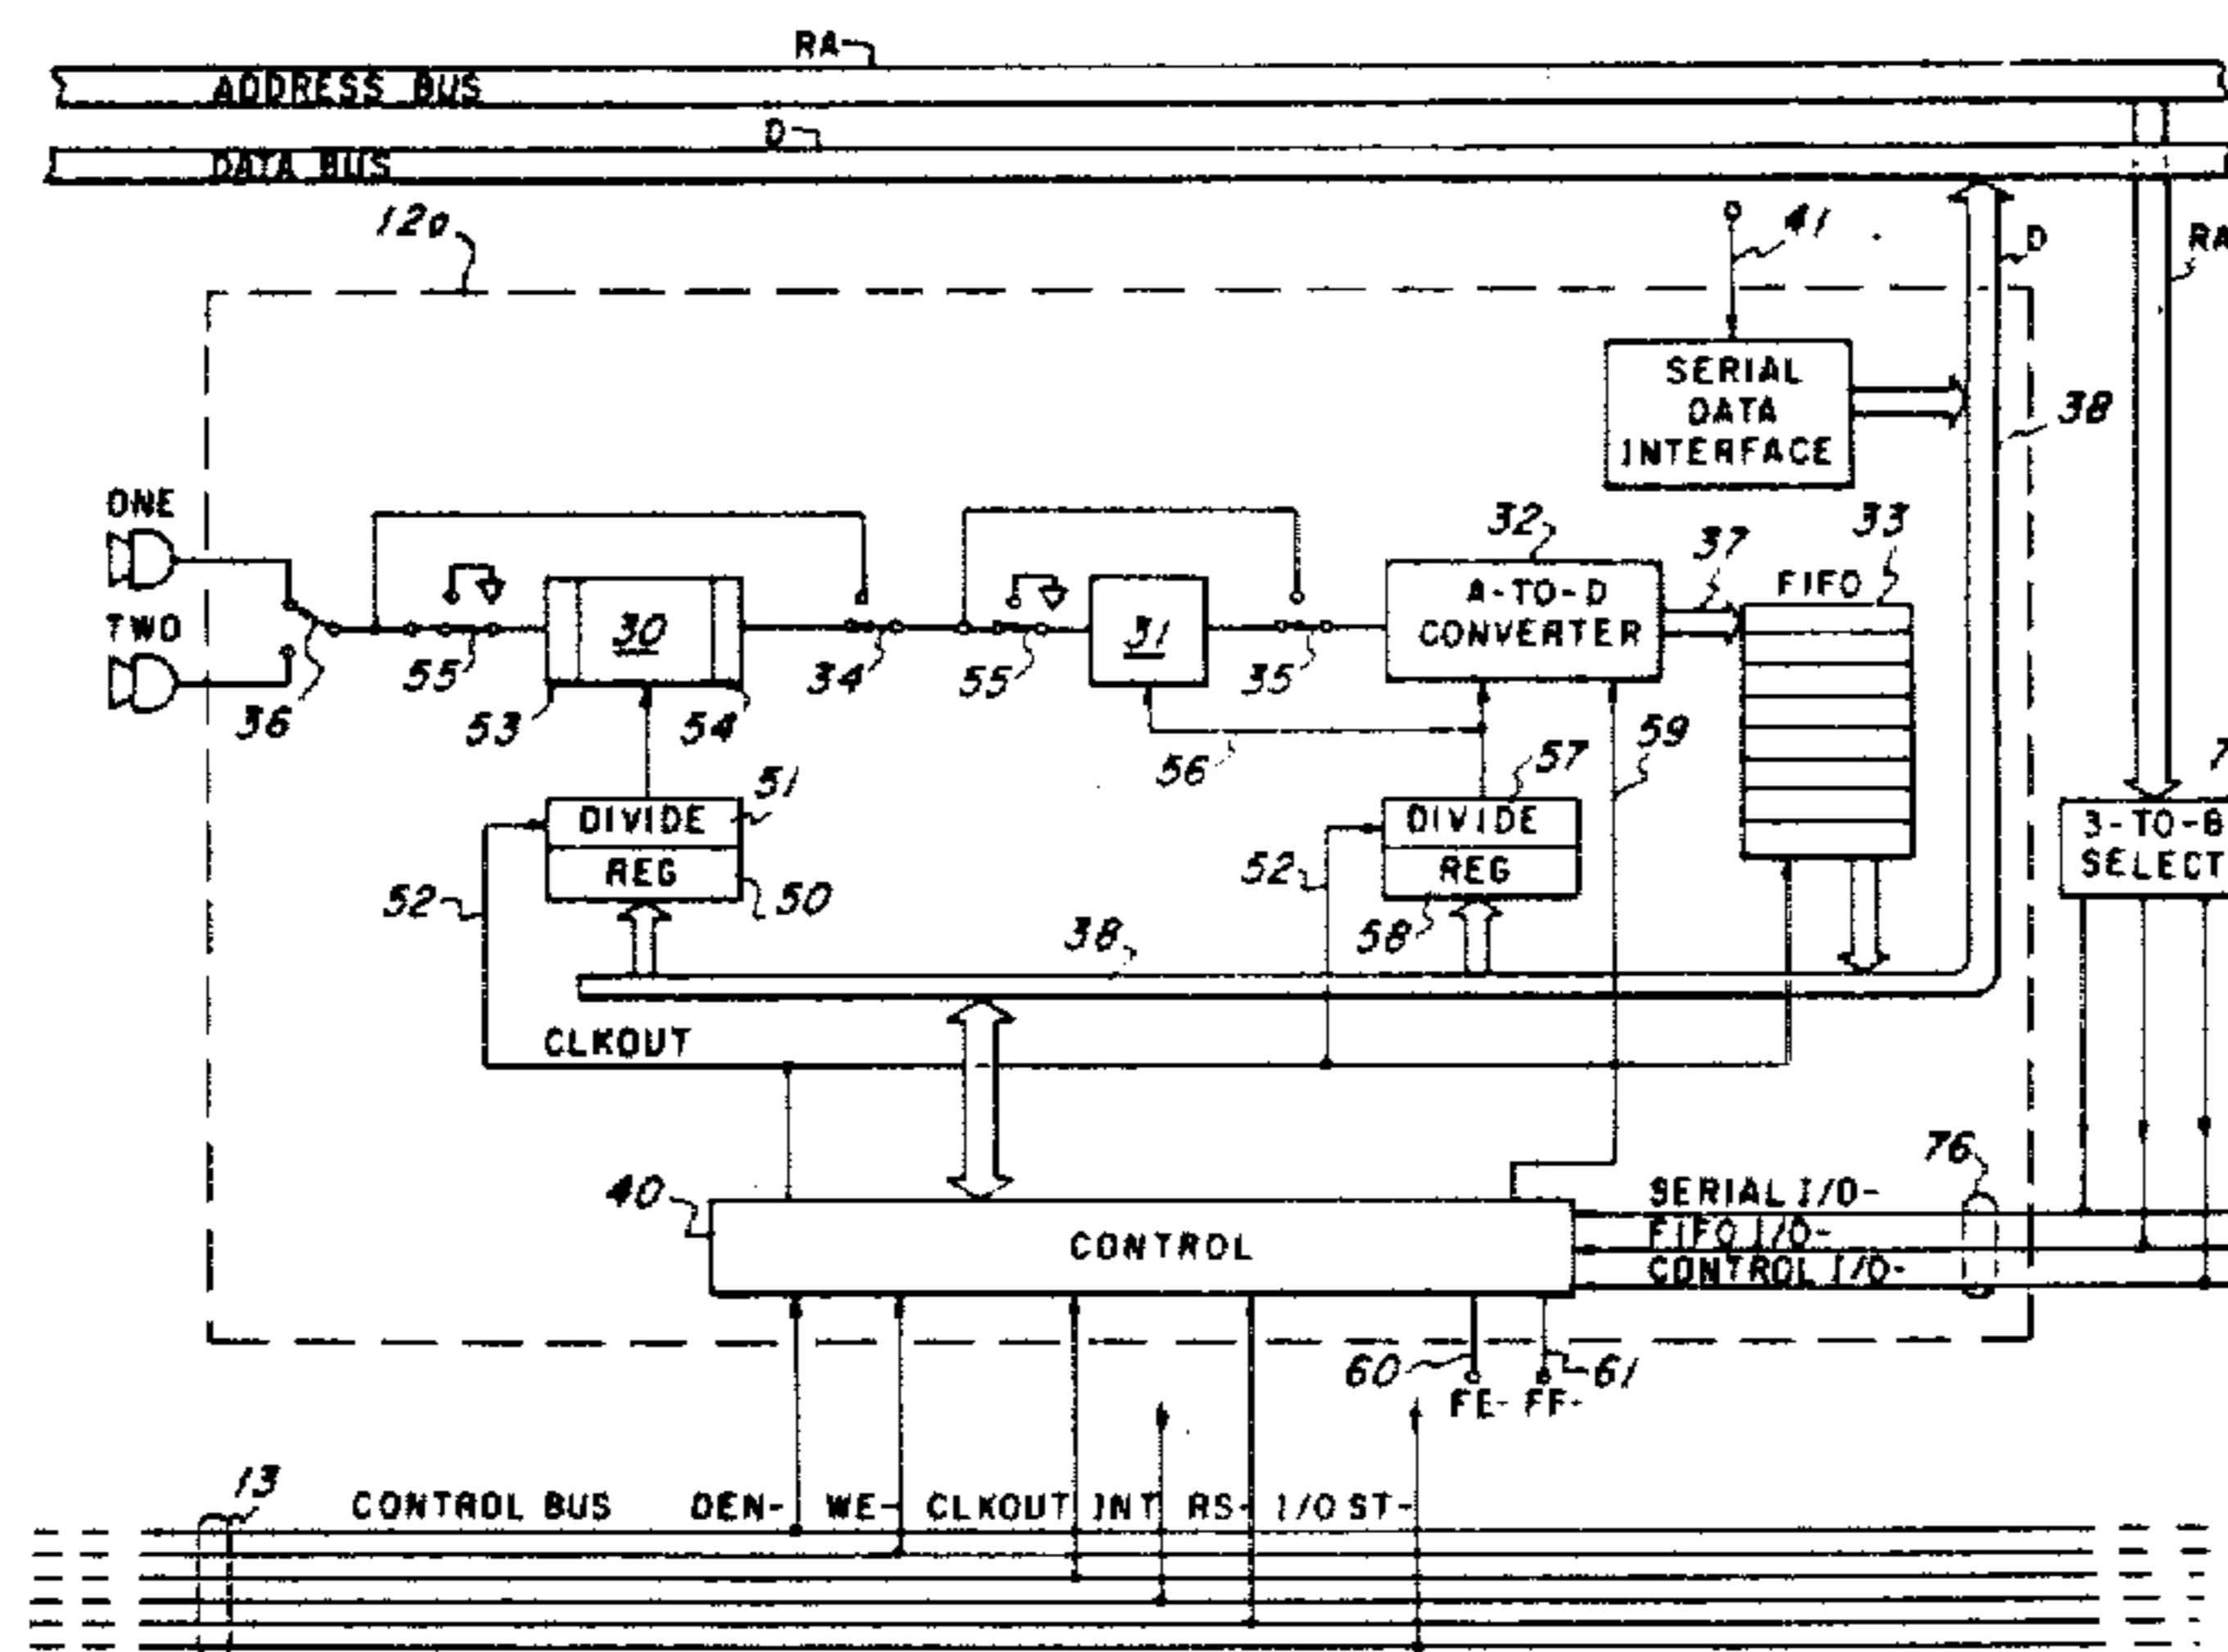 RA
ADDRESS BUS
D
DATA BUS
12a
41
D
RA
SERIAL
DATA
INTERFACE
38
ONE
TWO
36
55
30
53
54
34
55
31
35
32
A-TO-D
CONVERTER
37
33
FIFO
56
57
59
51
DIVIDE
REG
50
52
DIVIDE
REG
52
58
38
3-TO-8
SELECT
CLKOUT
40
CONTROL
76
SERIAL I/O-
FIFO I/O-
CONTROL I/O-
60
61
FE- FF-
13
CONTROL BUS DEN- WE- CLKOUT INT RS- I/O ST-